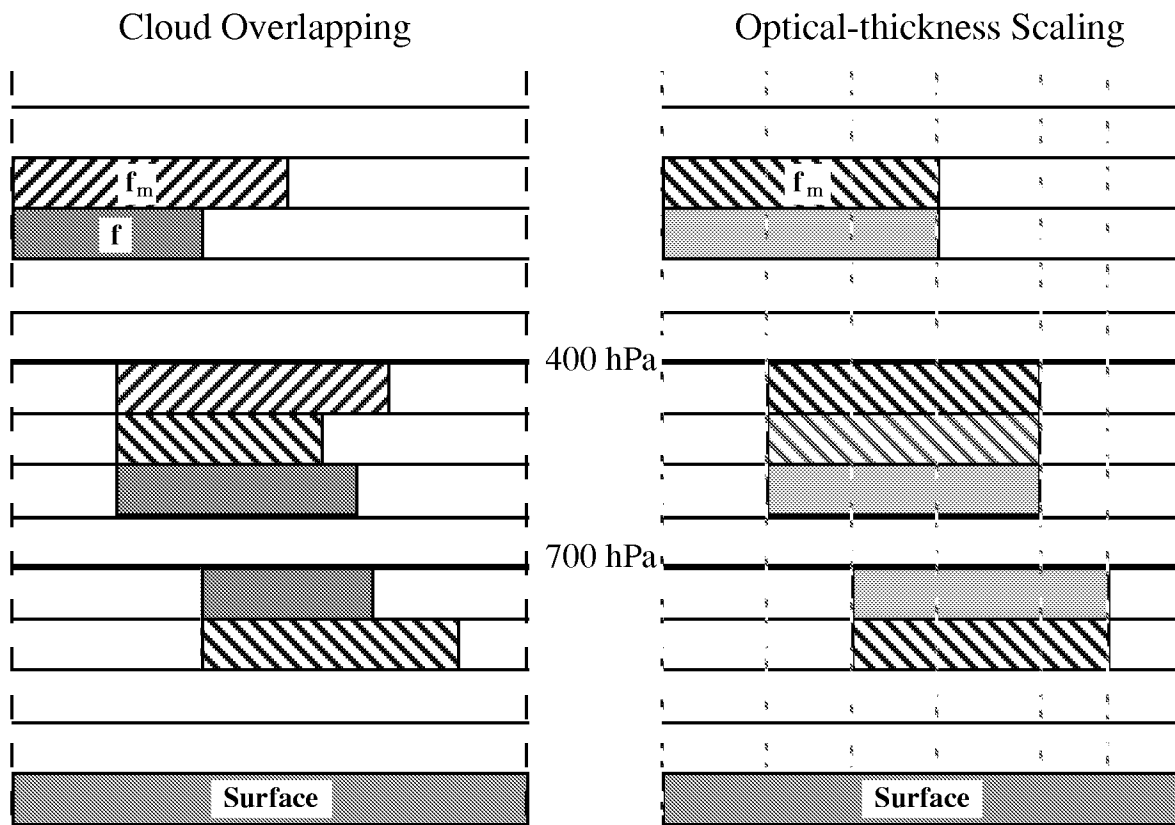 Cloud Overlapping
Optical-thickness Scaling
fm
fm
f
400 hPa
700 hPa
Surface
Surface